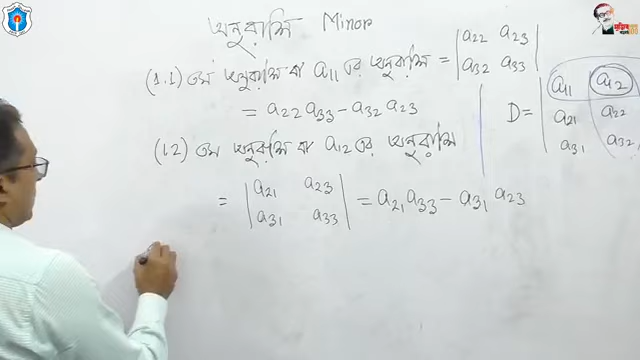 অনুরাশি Minor
(1.1) তম অনুরাশি বা a₁₁ এর অনুরাশি = | a₂₂ a₂₃ |
| a₃₂ a₃₃ |
= a₂₂ a₃₃ − a₃₂ a₂₃
D = | a₁₁ a₁₂
a₂₁ a₂₂
a₃₁ a₃₂
(1.2) তম অনুরাশি বা a₁₂ এর অনুরাশি
= | a₂₁ a₂₃ | = a₂₁ a₃₃ − a₃₁ a₂₃
| a₃₁ a₃₃ |